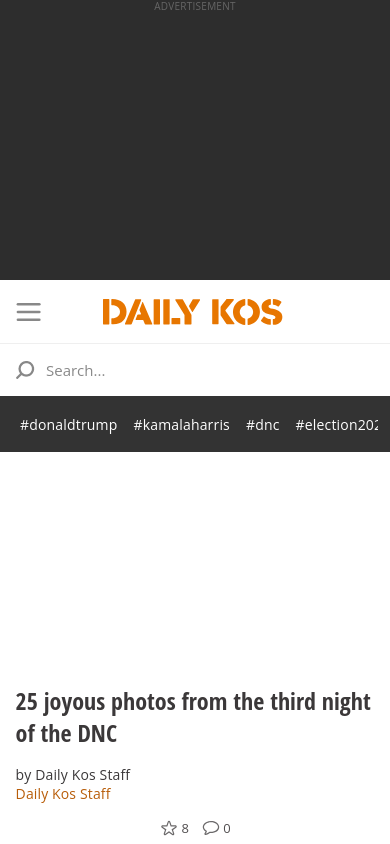 ADVERTISEMENT
DAILY KOS
Search...
#donaldtrump #kamalaharris #dnc #election202
25 joyous photos from the third night
of the DNC
by Daily Kos Staff
Daily Kos Staff
8 0